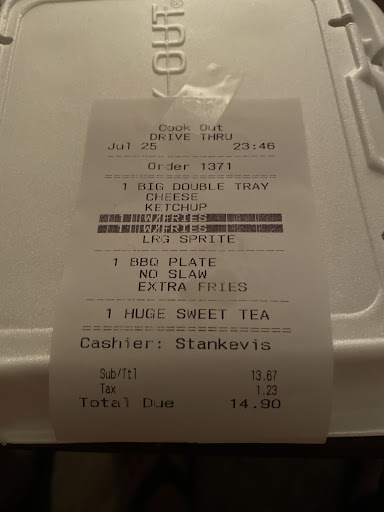 OUT
Cook Out
DRIVE THRU
Jul 25 23:46
Order 1371
1 BIG DOUBLE TRAY
CHEESE
KETCHUP
1 W/FRIES
1 W/FRIES
LRG SPRITE
1 BBQ PLATE
NO SLAW
EXTRA FRIES
1 HUGE SWEET TEA
Cashier: Stankevis
Sub/Ttl 13.67
Tax 1.23
Total Due 14.90